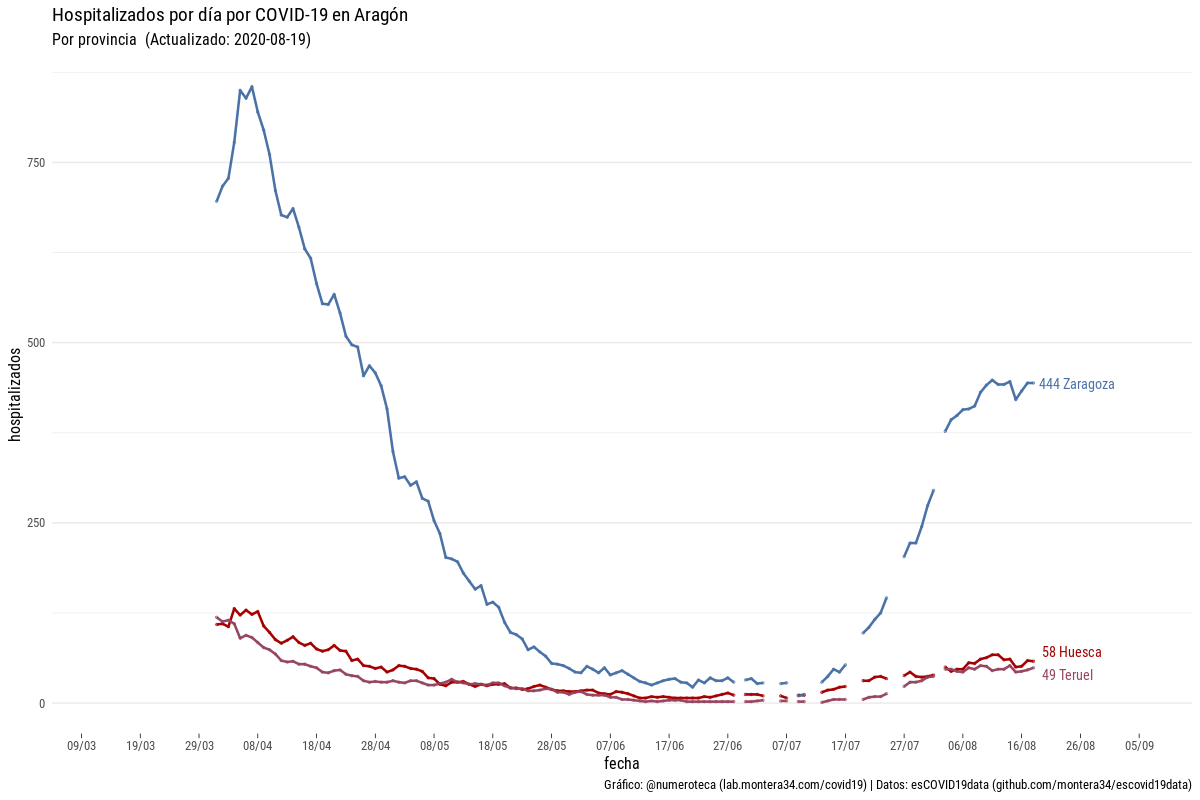 Hospitalizados por día por COVID-19 en Aragón
Por provincia (Actualizado: 2020-08-19)
hospitalizados
750
500
250
0
444 Zaragoza
58 Huesca
49 Teruel
09/03 19/03 29/03 08/04 18/04 28/04 08/05 18/05 28/05 07/06 17/06 27/06 07/07 17/07 27/07 06/08 16/08 26/08 05/09
fecha
Gráfico: @numeroteca (lab.montera34.com/covid19) | Datos: esCOVID19data (github.com/montera34/escovid19data)